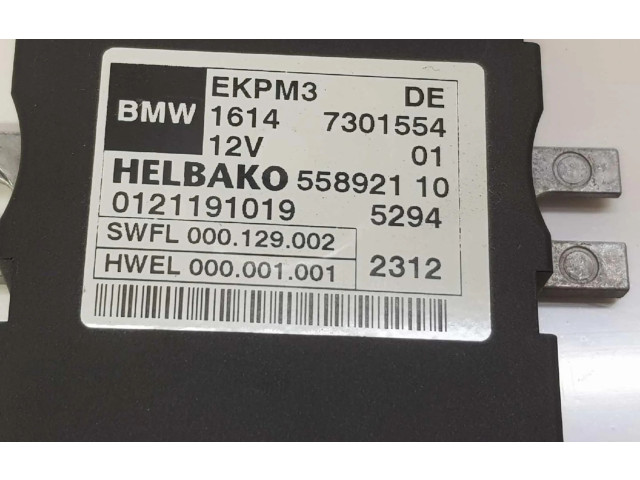 BMW
EKPM3 DE
1614 7301554
12V 01
HELBAKO 558921 10
0121191019 5294
SWFL 000.129.002
HWEL 000.001.001 2312